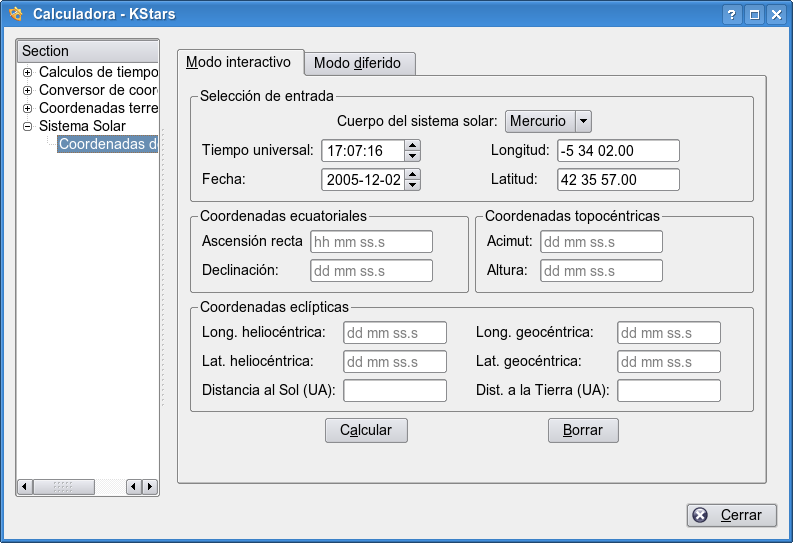 Calculadora - KStars
Section
Calculos de tiempo
Conversor de coor
Coordenadas terre
Sistema Solar
Coordenadas d
Modo interactivo
Modo diferido
Selección de entrada
Cuerpo del sistema solar: Mercurio
Tiempo universal: 17:07:16 Longitud: -5 34 02.00
Fecha: 2005-12-02 Latitud: 42 35 57.00
Coordenadas ecuatoriales
Ascensión recta hh mm ss.s
Declinación: dd mm ss.s
Coordenadas topocéntricas
Acimut: dd mm ss.s
Altura: dd mm ss.s
Coordenadas eclípticas
Long. heliocéntrica: dd mm ss.s Long. geocéntrica: dd mm ss.s
Lat. heliocéntrica: dd mm ss.s Lat. geocéntrica: dd mm ss.s
Distancia al Sol (UA): Dist. a la Tierra (UA):
Calcular Borrar
Cerrar